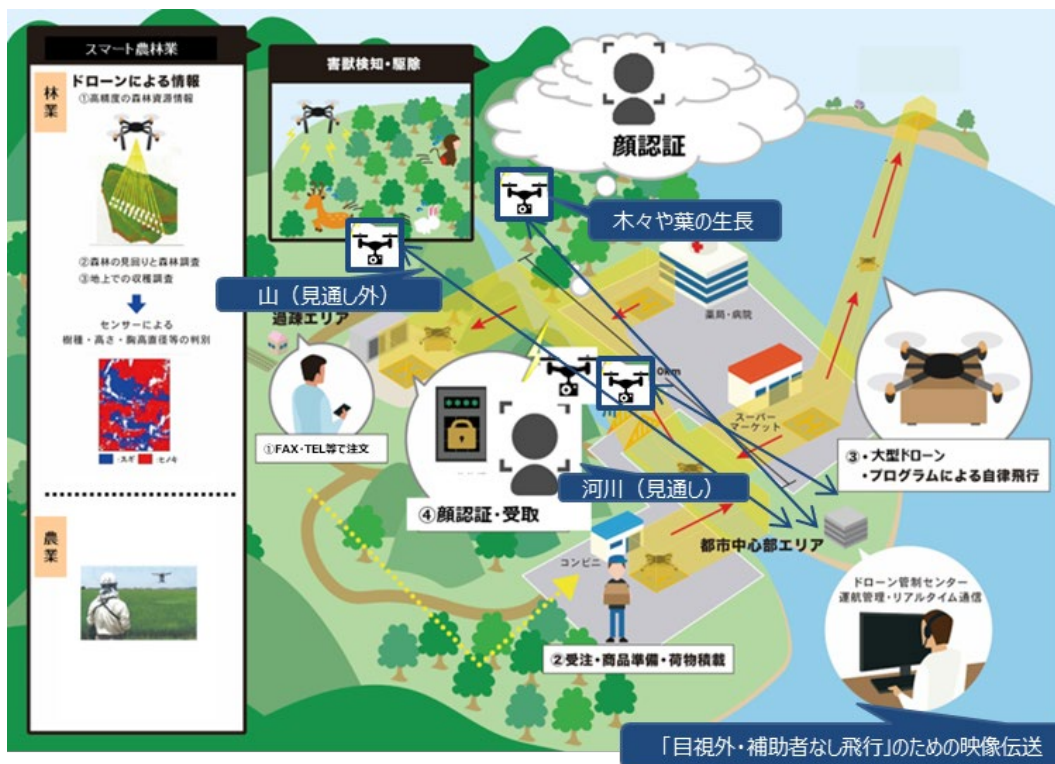 スマート農林業
林業
ドローンによる情報
①高精度の森林資源情報
②森林の見回りと森林調査
③地上での収穫調査
センサーによる
樹種・高さ・胸高直径等の判別
:スギ :ヒノキ
農業
害獣検知・駆除
顔認証
木々や葉の生長
山（見通し外）
過疎エリア
薬局・病院
0km
スーパー
マーケット
①FAX・TEL等で注文
③・大型ドローン
・プログラムによる自律飛行
河川（見通し）
④顔認証・受取
都市中心部エリア
コンビニ
ドローン管制センター
運航管理・リアルタイム通信
②受注・商品準備・荷物積載
「目視外・補助者なし飛行」のための映像伝送